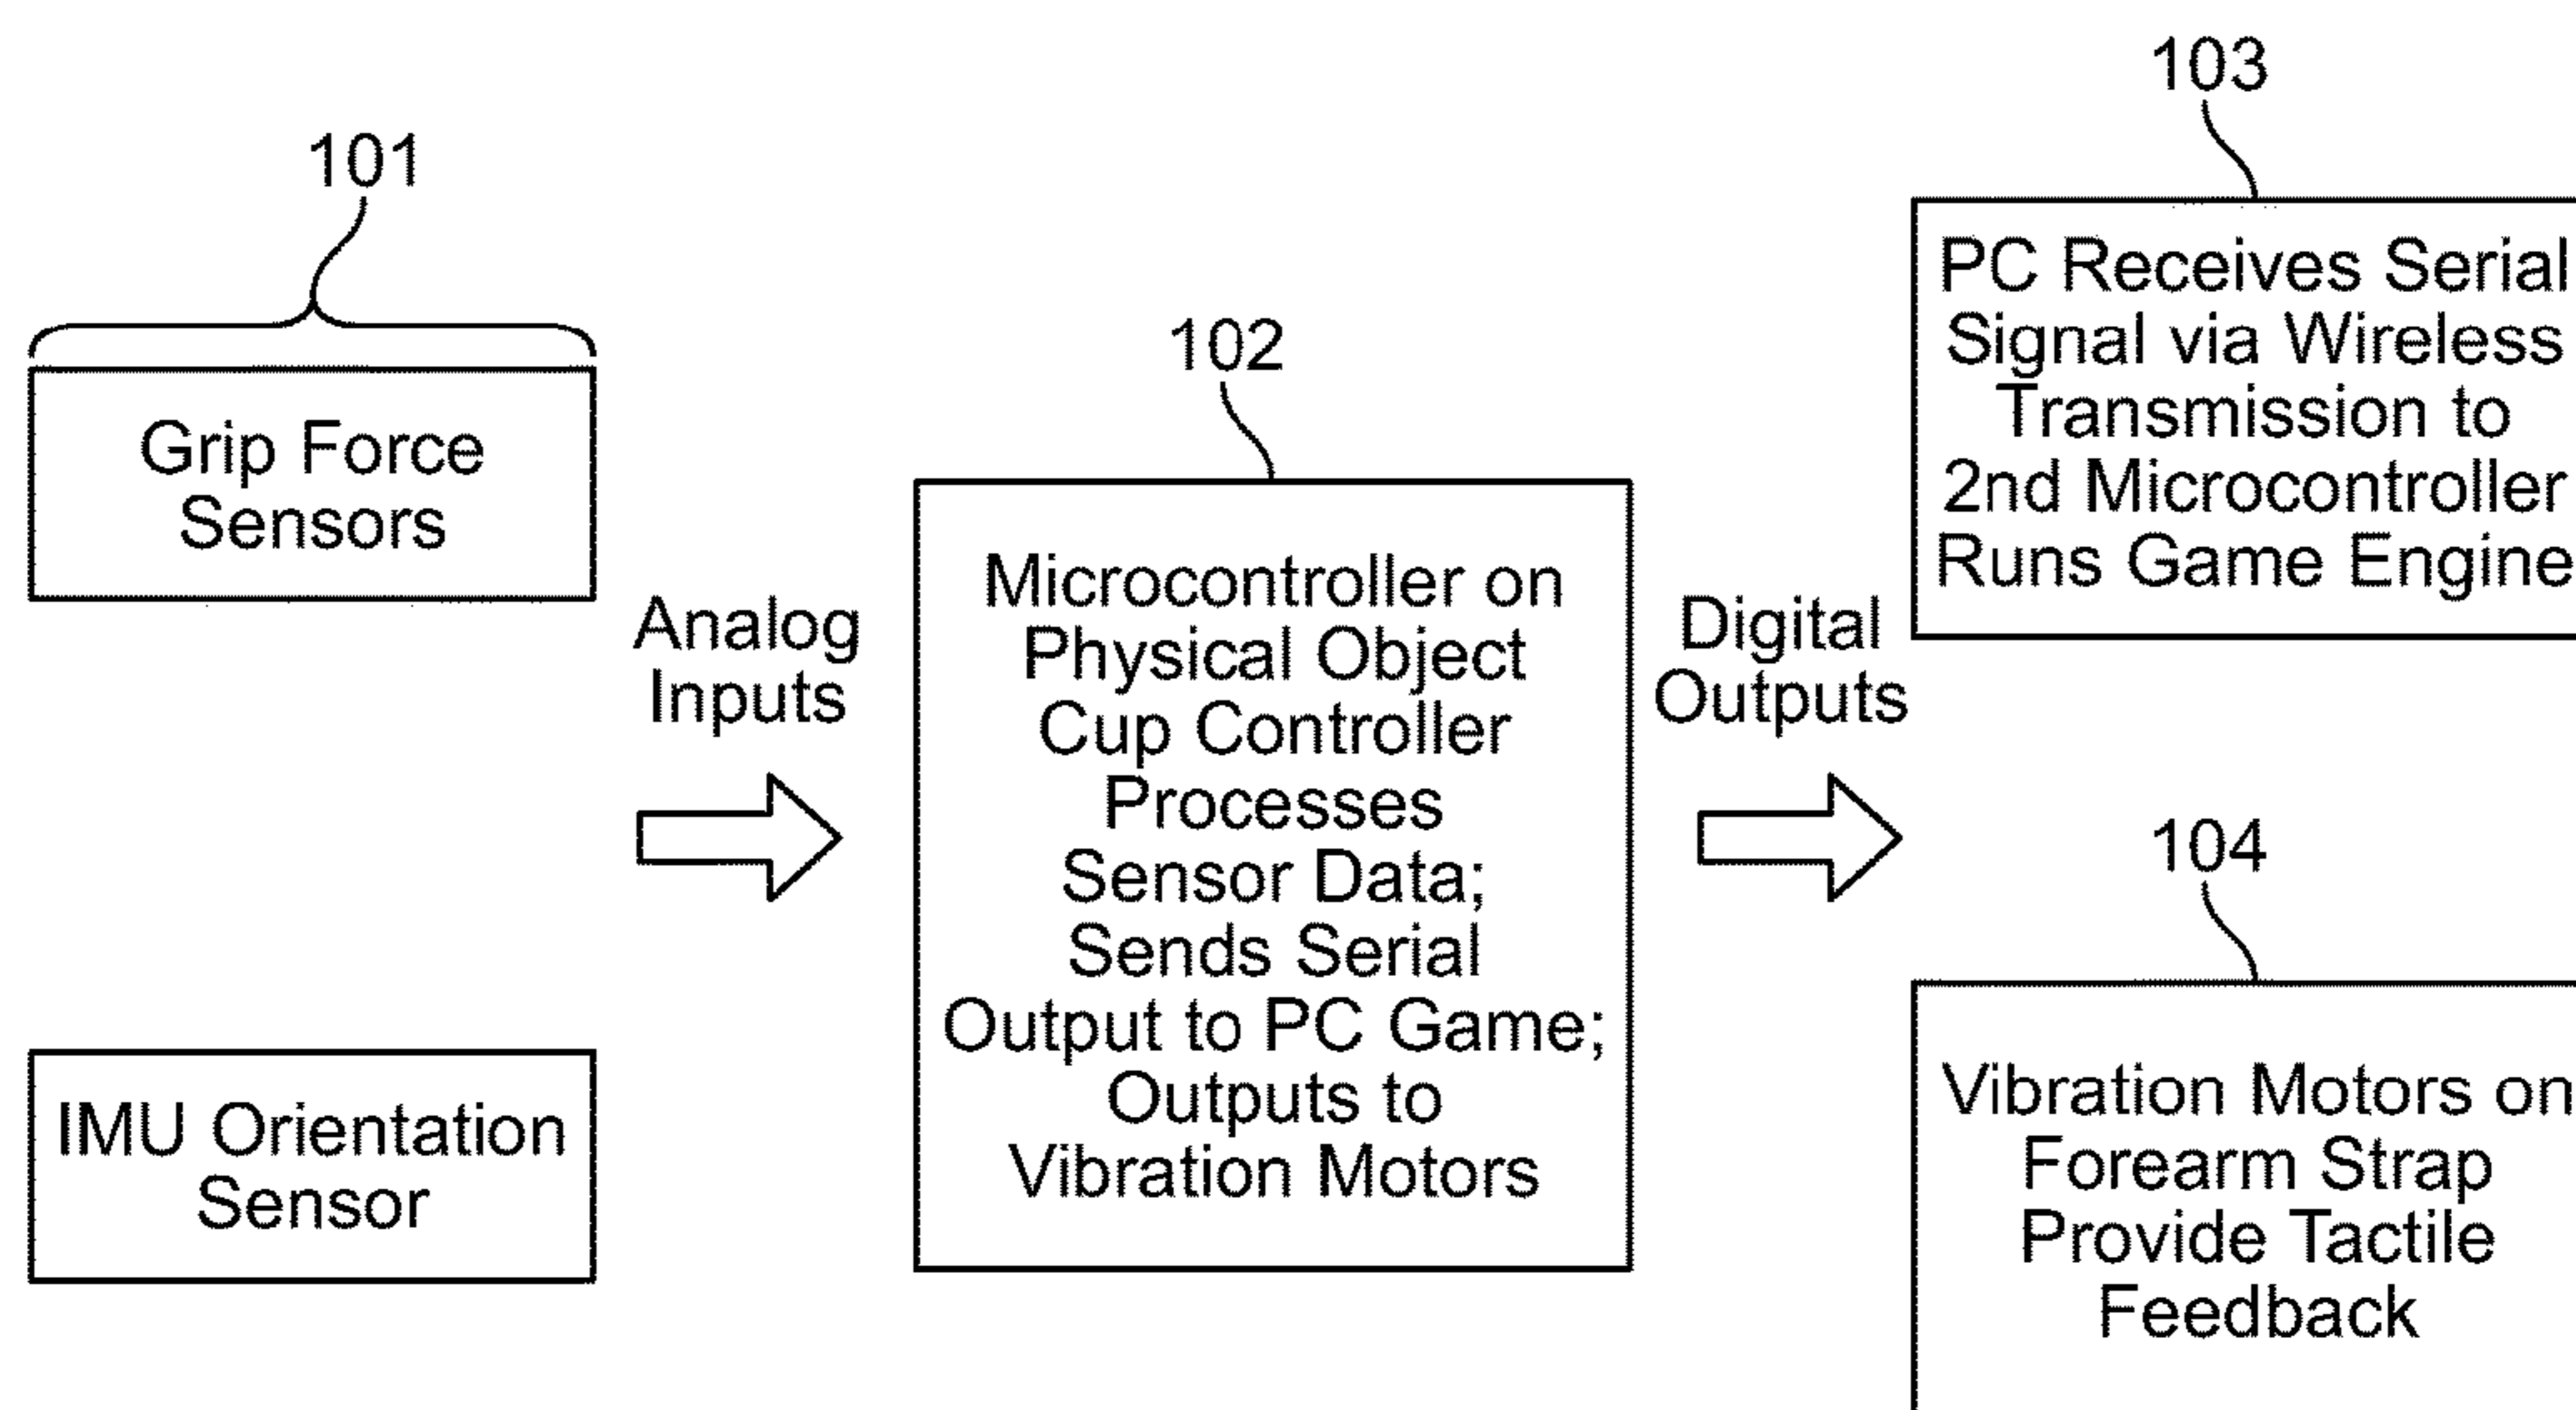 101
Grip Force
Sensors
IMU Orientation
Sensor
Analog
Inputs
102
Microcontroller on
Physical Object
Cup Controller
Processes
Sensor Data;
Sends Serial
Output to PC Game;
Outputs to
Vibration Motors
Digital
Outputs
103
PC Receives Serial
Signal via Wireless
Transmission to
2nd Microcontroller
Runs Game Engine
104
Vibration Motors on
Forearm Strap
Provide Tactile
Feedback